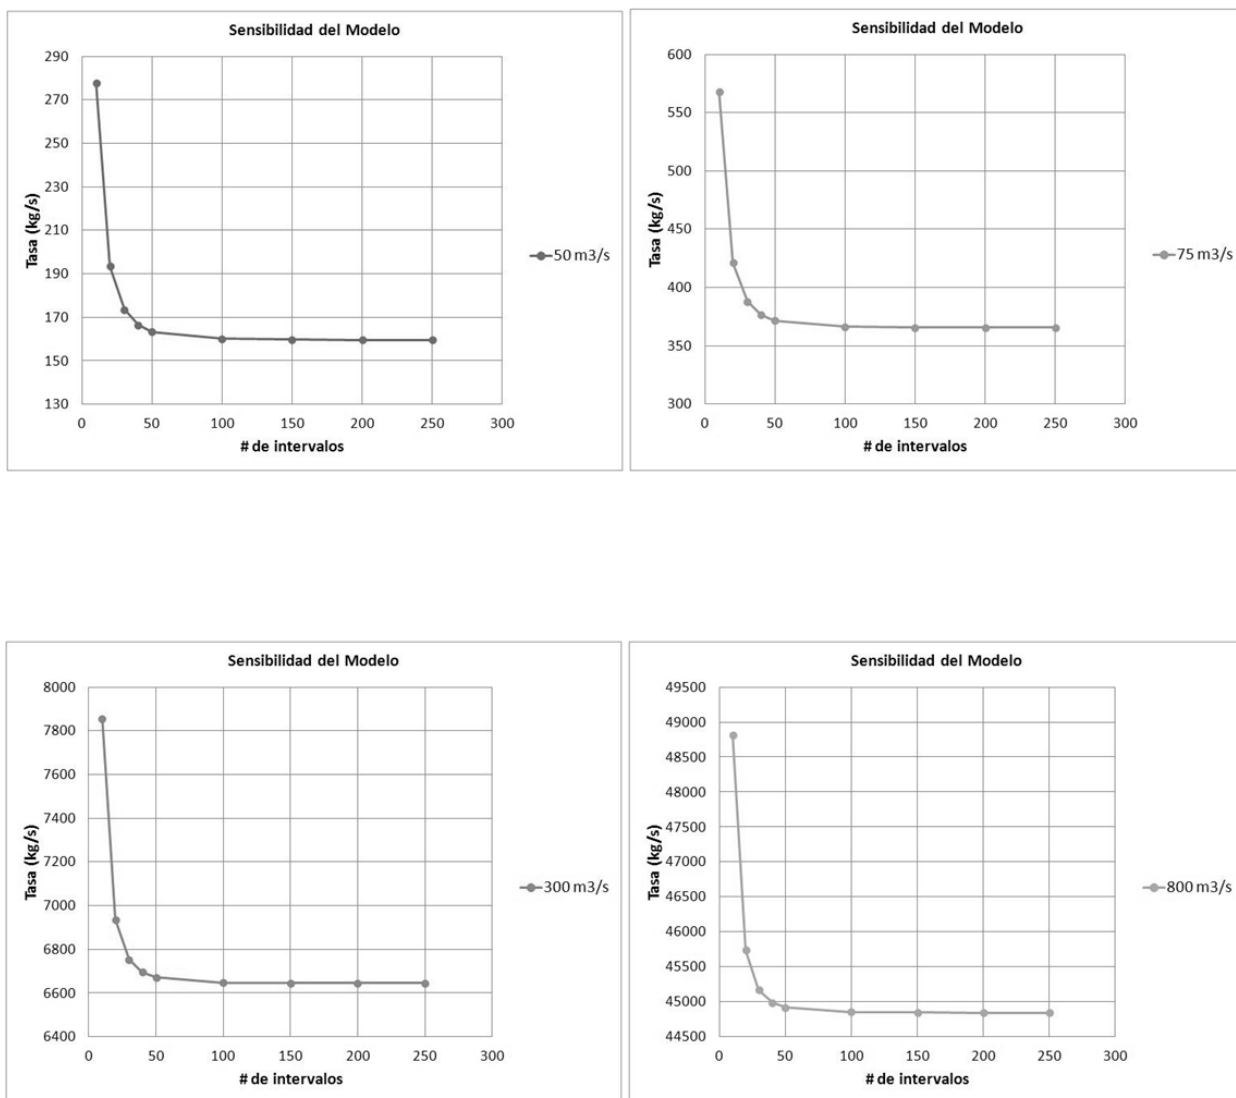 Sensibilidad del Modelo
290
270
250
230
210
190
170
150
130
Tasa (kg/s)
0 50 100 150 200 250 300
# de intervalos
50 m3/s
Sensibilidad del Modelo
600
550
500
450
400
350
300
Tasa (kg/s)
0 50 100 150 200 250 300
# de intervalos
75 m3/s
Sensibilidad del Modelo
8000
7800
7600
7400
7200
7000
6800
6600
6400
Tasa (kg/s)
0 50 100 150 200 250 300
# de intervalos
300 m3/s
Sensibilidad del Modelo
49500
49000
48500
48000
47500
47000
46500
46000
45500
45000
44500
Tasa (kg/s)
0 50 100 150 200 250 300
# de intervalos
800 m3/s